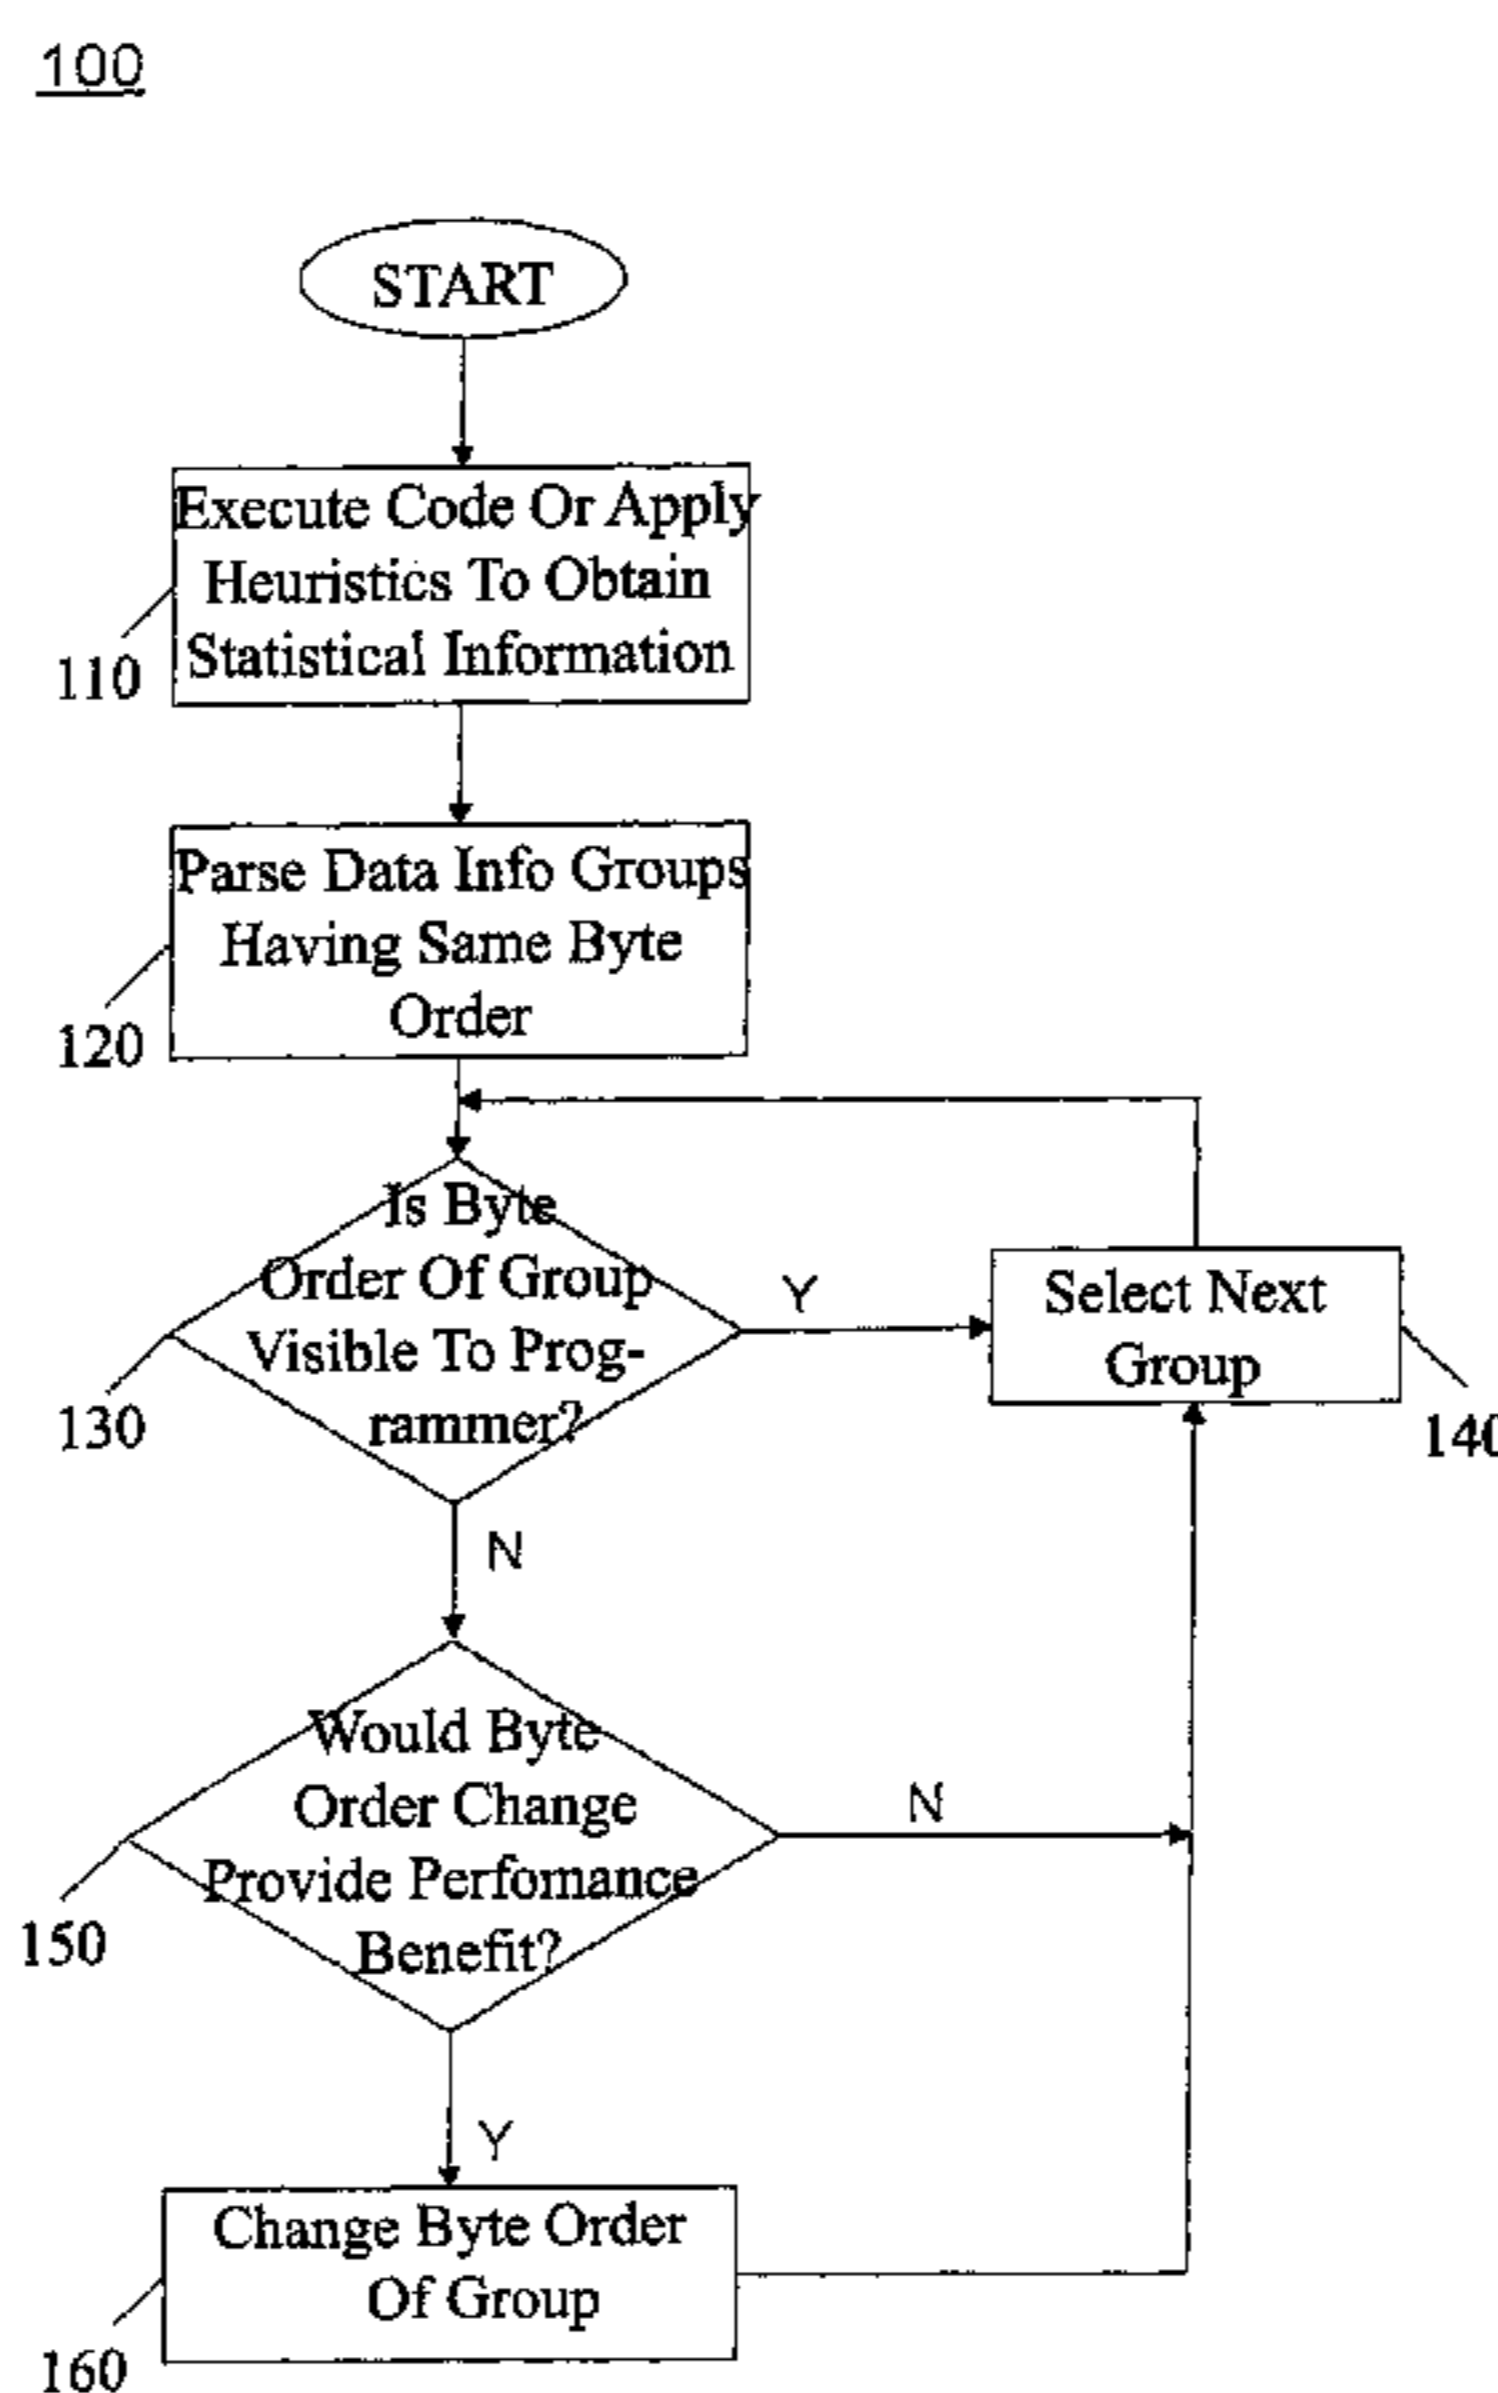 100
START
Execute Code Or Apply
Heuristics To Obtain
Statistical Information
110
Parse Data Info Groups
Having Same Byte
Order
120
Is Byte
Order Of Group
Visible To Prog-
rammer?
130
Y
Select Next
Group
140
N
Would Byte
Order Change
Provide Perfomance
Benefit?
150
N
Y
Change Byte Order
Of Group
160